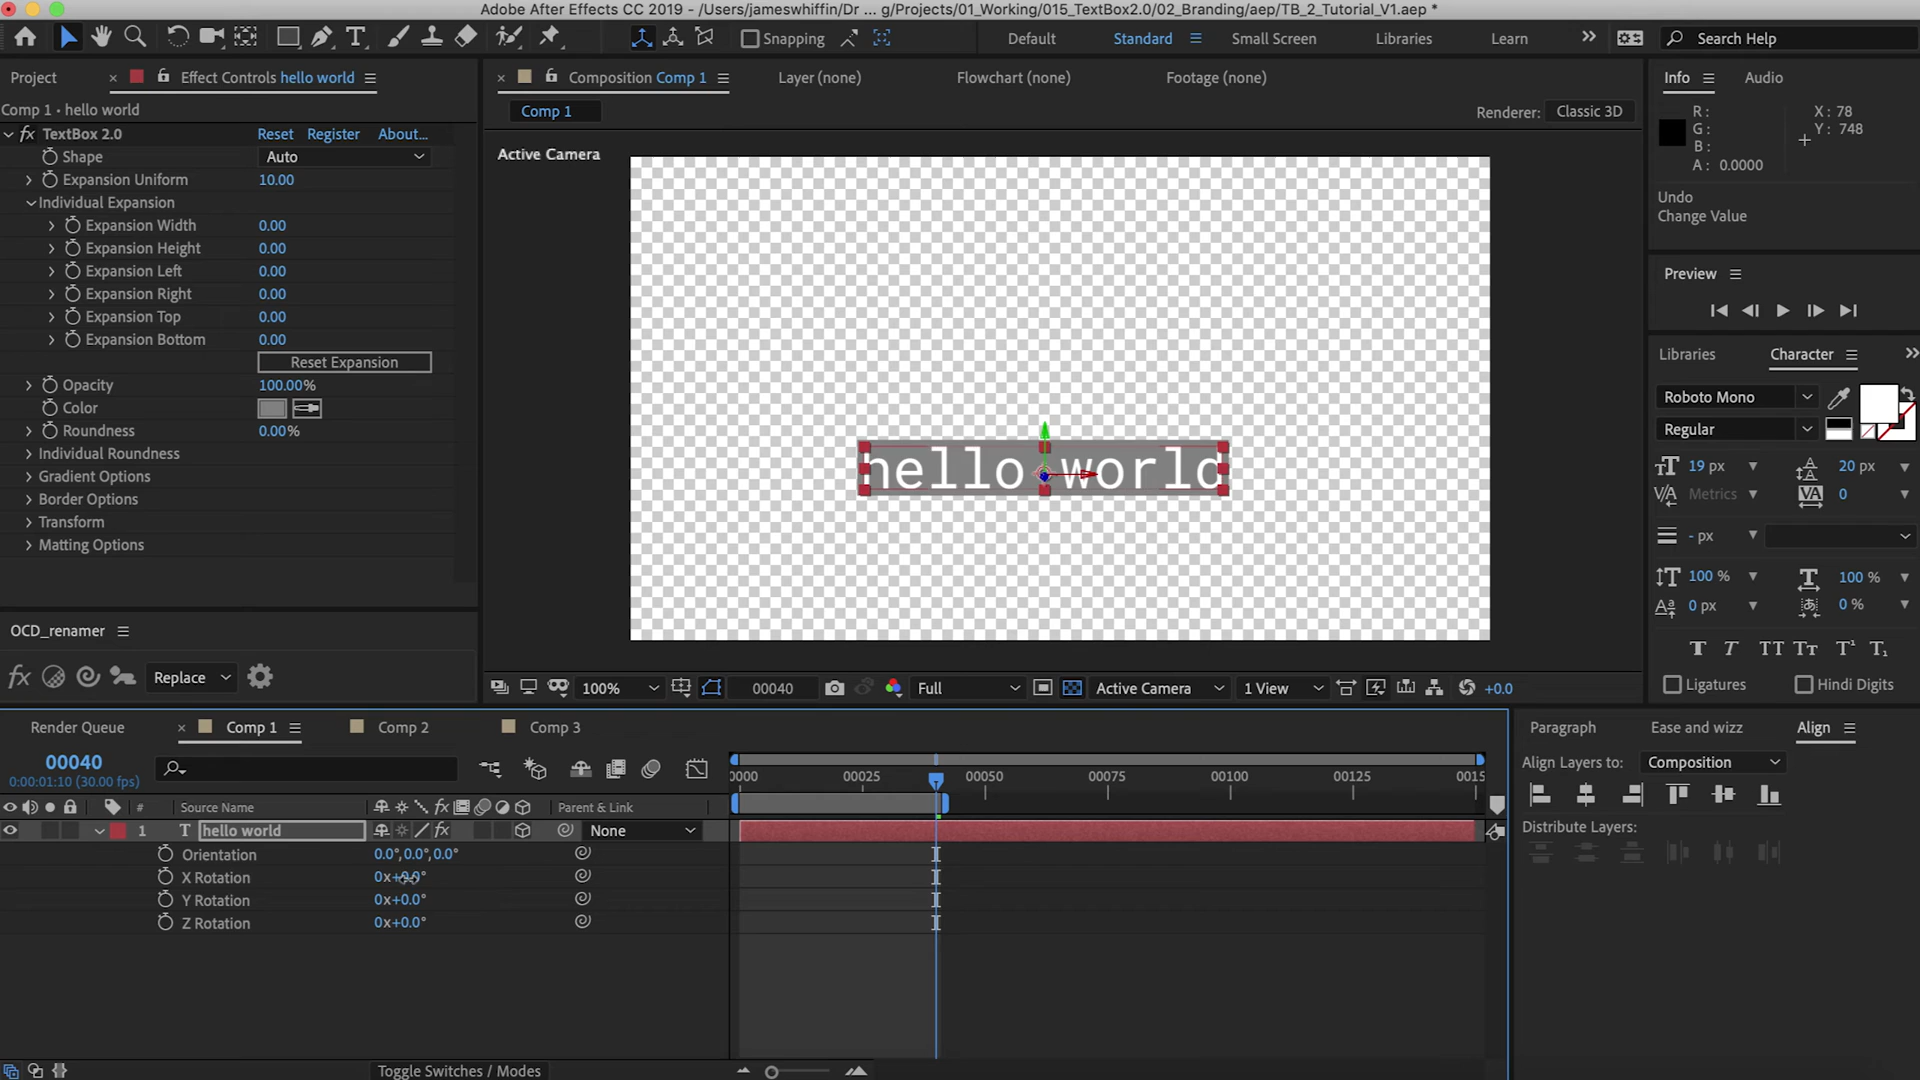 Adobe After Effects CC 2019 - /Users/jameswhiffin/Dr ... g/Projects/01_Working/015_TextBox2.0/02_Branding/aep/TB_2_Tutorial_V1.aep *
Snapping
Default
Standard
Small Screen
Libraries
Learn
Search Help
Project
Effect Controls hello world
Composition Comp 1
Layer (none)
Flowchart (none)
Footage (none)
Info
Audio
Comp 1 • hello world
Comp 1
Renderer: Classic 3D
R :
G :
B :
A : 0.0000
X : 78
Y : 748
fx TextBox 2.0 Reset Register About...
Shape Auto
Expansion Uniform 10.00
Individual Expansion
Expansion Width 0.00
Expansion Height 0.00
Expansion Left 0.00
Expansion Right 0.00
Expansion Top 0.00
Expansion Bottom 0.00
Reset Expansion
Opacity 100.00%
Color
Roundness 0.00%
Individual Roundness
Gradient Options
Border Options
Transform
Matting Options
Active Camera
hello world
Undo
Change Value
Preview
Libraries
Character
Roboto Mono
Regular
19 px
20 px
Metrics
0
- px
100 %
100 %
0 px
0 %
T T TT TT T¹ T₁
Ligatures
Hindi Digits
OCD_renamer
fx
Replace
100%
00040
Full
Active Camera
1 View
+0.0
Render Queue
Comp 1
Comp 2
Comp 3
Paragraph
Ease and wizz
Align
00040
0:00:01:10 (30.00 fps)
0000 00025 00050 00075 00100 00125 0015
Align Layers to: Composition
Distribute Layers:
# Source Name fx Parent & Link
1 T hello world fx None
Orientation 0.0°,0.0°,0.0°
X Rotation
Y Rotation 0x+0.0°
Z Rotation 0x+0.0°
Toggle Switches / Modes